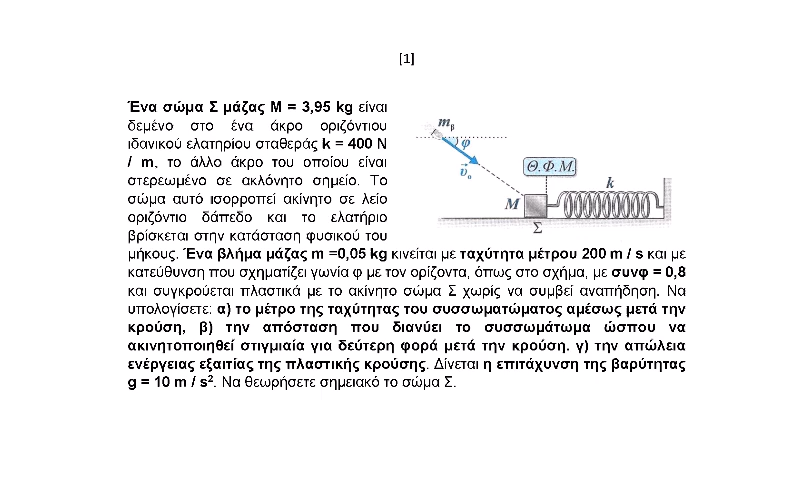 [1]
Ένα σώμα Σ μάζας Μ = 3,95 kg είναι
δεμένο στο ένα άκρο οριζόντιου
ιδανικού ελατηρίου σταθεράς k = 400 N
/ m, το άλλο άκρο του οποίου είναι
στερεωμένο σε ακλόνητο σημείο. Το
σώμα αυτό ισορροπεί ακίνητο σε λείο
οριζόντιο δάπεδο και το ελατήριο
βρίσκεται στην κατάσταση φυσικού του
μήκους. Ένα βλήμα μάζας m =0,05 kg κινείται με ταχύτητα μέτρου 200 m / s και με
κατεύθυνση που σχηματίζει γωνία φ με τον ορίζοντα, όπως στο σχήμα, με συνφ = 0,8
και συγκρούεται πλαστικά με το ακίνητο σώμα Σ χωρίς να συμβεί αναπήδηση. Να
υπολογίσετε: α) το μέτρο της ταχύτητας του συσσωματώματος αμέσως μετά την
κρούση, β) την απόσταση που διανύει το συσσωμάτωμα ώσπου να
ακινητοποιηθεί στιγμιαία για δεύτερη φορά μετά την κρούση. γ) την απώλεια
ενέργειας εξαιτίας της πλαστικής κρούσης. Δίνεται η επιτάχυνση της βαρύτητας
g = 10 m / s². Να θεωρήσετε σημειακό το σώμα Σ.
mβ
φ
υ₀
Θ.Φ.Μ.
k
M
Σ